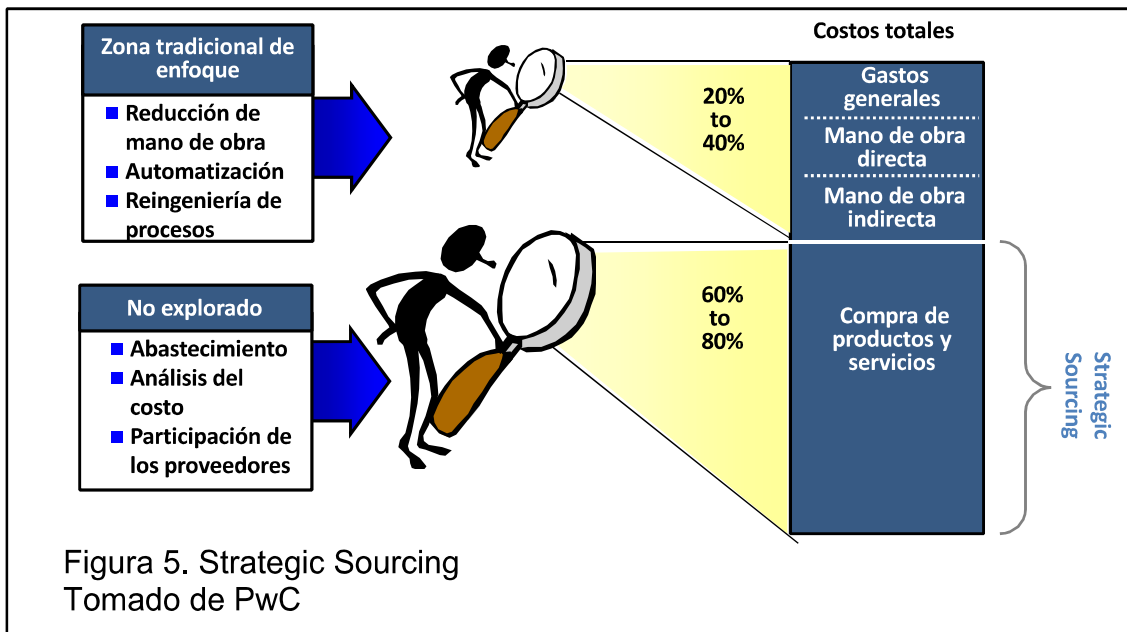 Zona tradicional de
enfoque
Reducción de
mano de obra
Automatización
Reingeniería de
procesos
20%
to
40%
Costos totales
Gastos
generales
Mano de obra
directa
Mano de obra
indirecta
No explorado
Abastecimiento
Análisis del
costo
Participación de
los proveedores
60%
to
80%
Compra de
productos y
servicios
Strategic
Sourcing
Figura 5. Strategic Sourcing
Tomado de PwC